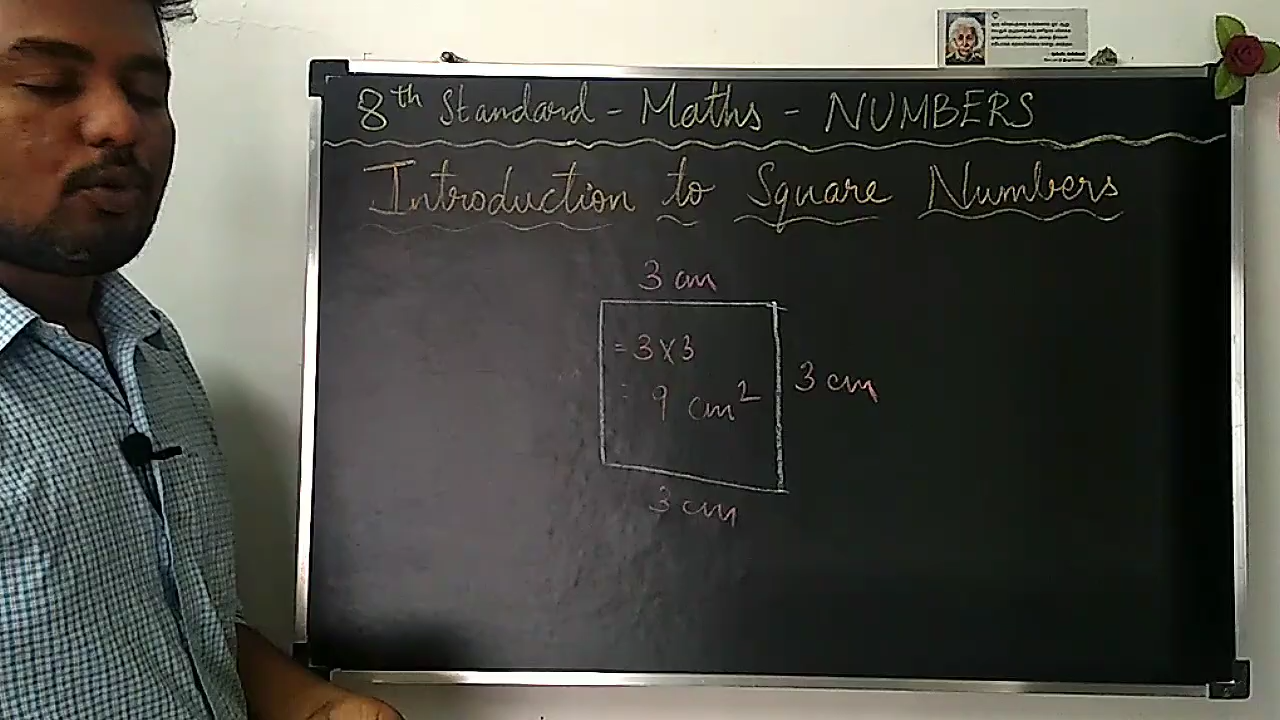 8th Standard - Maths - NUMBERS
Introduction to Square Numbers
3 cm
= 3 × 3
= 9 cm²
3 cm
3 cm